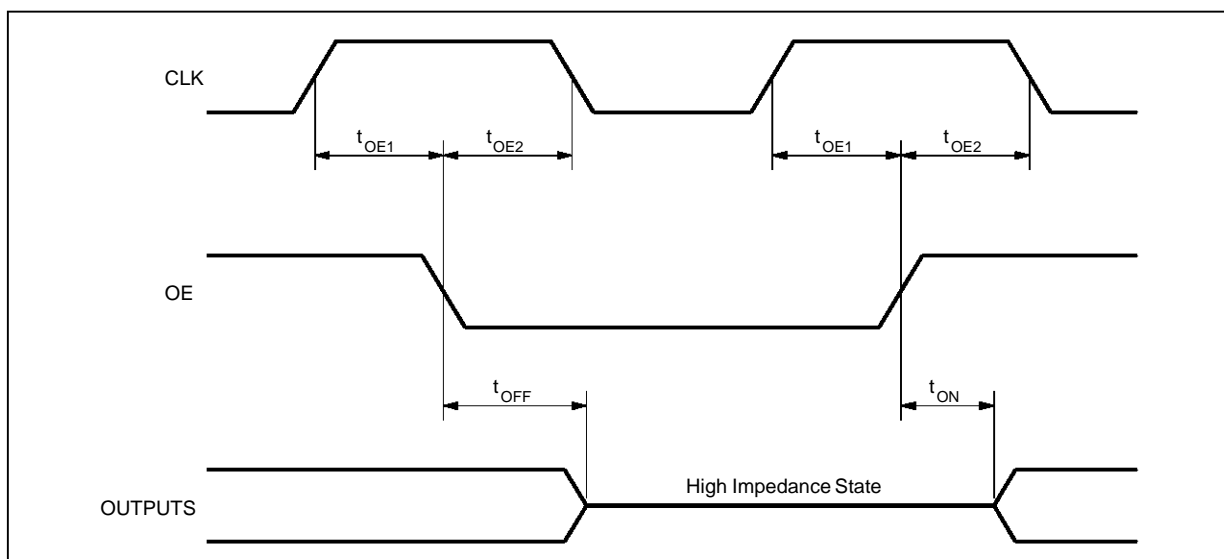 CLK
tOE1 tOE2 tOE1 tOE2
OE
tOFF tON
High Impedance State
OUTPUTS